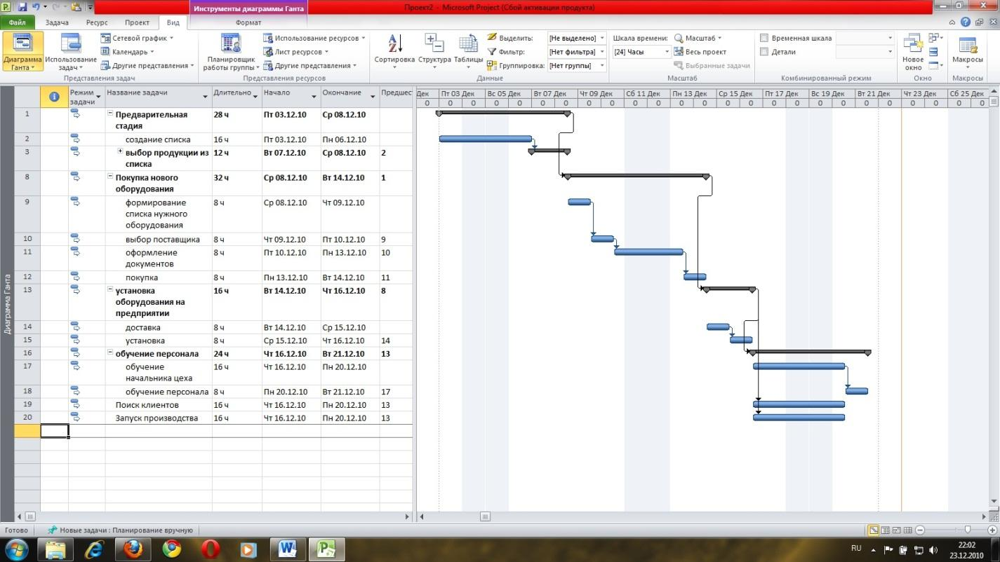 Инструменты диаграммы Ганта
Проект2 - Microsoft Project (Сбой активации продукта)
Файл Задача Ресурс Проект Вид Формат
Диаграмма Ганта
Использование задач
Сетевой график
Календарь
Другие представления
Представления задач
Планировщик работы группы
Использование ресурсов
Лист ресурсов
Другие представления
Представления ресурсов
Сортировка
Структура
Таблицы
Выделить: [Не выделено]
Фильтр: [Нет фильтра]
Группировка: [Нет группы]
Данные
Шкала времени:
[24] Часы
Масштаб
Весь проект
Выбранные задачи
Масштаб
Временная шкала
Детали
Комбинированный режим
Новое окно
Окно
Макросы
Макросы
Режим задачи Название задачи Длительно Начало Окончание Предшест
Дек Пт 03 Дек Вс 05 Дек Вт 07 Дек Чт 09 Дек Сб 11 Дек Пн 13 Дек Ср 15 Дек Пт 17 Дек Вс 19 Дек Вт 21 Дек Чт 23 Дек Сб 25 Дек
0 0 0 0 0 0 0 0 0 0 0 0 0 0 0 0 0 0 0 0 0 0 0 0 0
1 Предварительная стадия 28 ч Пт 03.12.10 Ср 08.12.10
2 создание списка 16 ч Пт 03.12.10 Пн 06.12.10
3 выбор продукции из списка 12 ч Вт 07.12.10 Ср 08.12.10 2
8 Покупка нового оборудования 32 ч Ср 08.12.10 Вт 14.12.10 1
9 формирование списка нужного оборудования 8 ч Ср 08.12.10 Чт 09.12.10
10 выбор поставщика 8 ч Чт 09.12.10 Пт 10.12.10 9
11 оформление документов 8 ч Пт 10.12.10 Пн 13.12.10 10
12 покупка 8 ч Пн 13.12.10 Вт 14.12.10 11
13 установка оборудования на предприятии 16 ч Вт 14.12.10 Чт 16.12.10 8
14 доставка 8 ч Вт 14.12.10 Ср 15.12.10
15 установка 8 ч Ср 15.12.10 Чт 16.12.10 14
16 обучение персонала 24 ч Чт 16.12.10 Вт 21.12.10 13
17 обучение начальника цеха 16 ч Чт 16.12.10 Пн 20.12.10
18 обучение персонала 8 ч Пн 20.12.10 Вт 21.12.10 17
19 Поиск клиентов 16 ч Чт 16.12.10 Пн 20.12.10 13
20 Запуск производства 16 ч Чт 16.12.10 Пн 20.12.10 13
Диаграмма Ганта
Готово Новые задачи : Планирование вручную
RU
22:02
23.12.2010